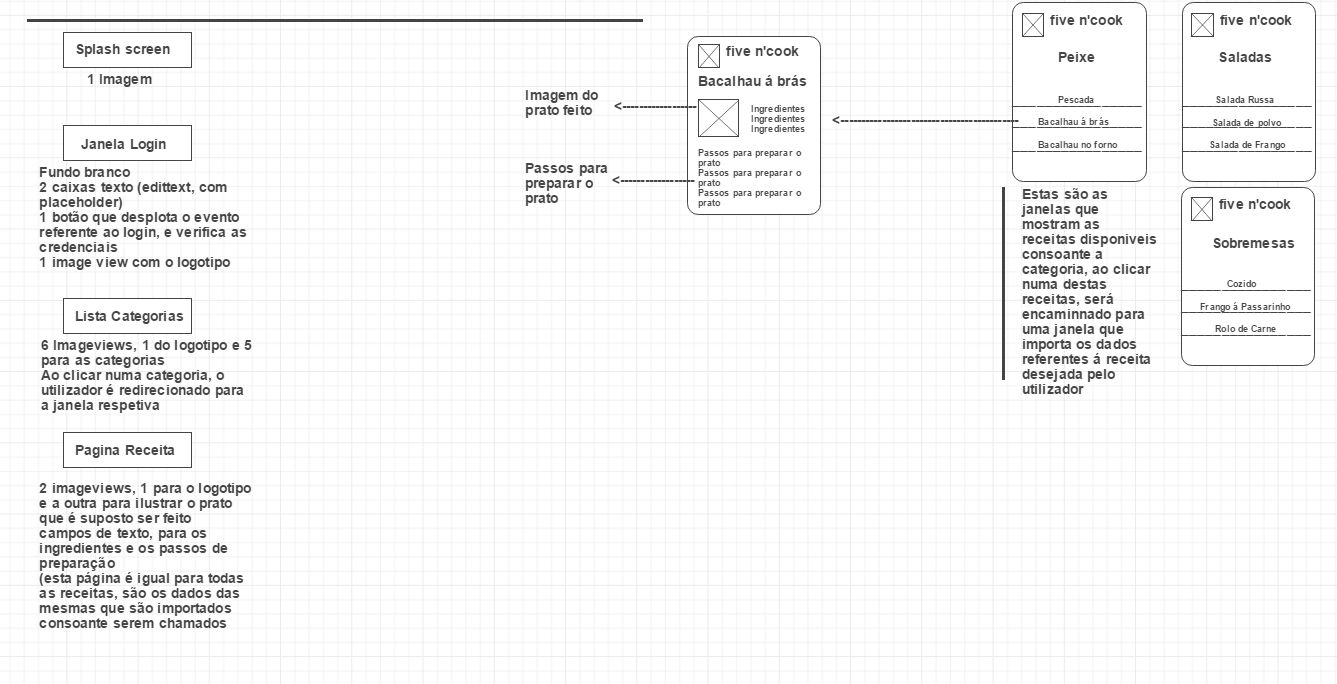 Splash screen
1 Imagem
Janela Login
Fundo branco
2 caixas texto (edittext, com
placeholder)
1 botão que desplota o evento
referente ao login, e verifica as
credenciais
1 image view com o logotipo
Lista Categorias
6 Imageviews, 1 do logotipo e 5
para as categorias
Ao clicar numa categoria, o
utilizador é redirecionado para
a janela respetiva
Pagina Receita
2 imageviews, 1 para o logotipo
e a outra para ilustrar o prato
que é suposto ser feito
campos de texto, para os
ingredientes e os passos de
preparação
(esta página é igual para todas
as receitas, são os dados das
mesmas que são importados
consoante serem chamados
Imagem do
prato feito
Passos para
preparar o
prato
five n'cook
Bacalhau á brás
Ingredientes
Ingredientes
Ingredientes
Passos para preparar o
prato
Passos para preparar o
prato
Passos para preparar o
prato
five n'cook
Peixe
Pescada
Bacalhau á brás
Bacalhau no forno
Estas são as
janelas que
mostram as
receitas disponiveis
consoante a
categoria, ao clicar
numa destas
receitas, será
encaminnado para
uma janela que
importa os dados
referentes á receita
desejada pelo
utilizador
five n'cook
Saladas
Salada Russa
Salada de polvo
Salada de Frango
five n'cook
Sobremesas
Cozido
Frango á Passarinho
Rolo de Carne